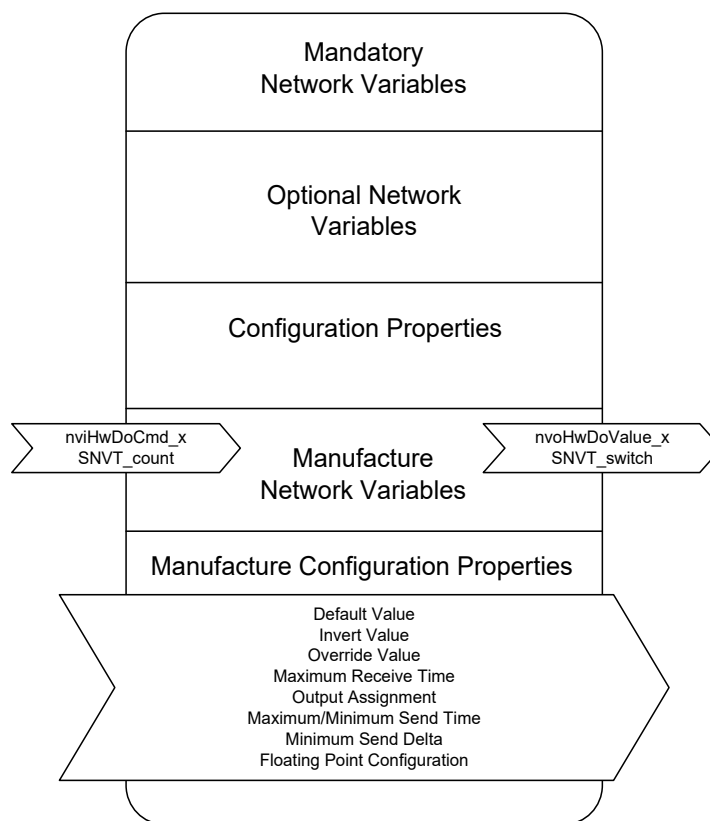 Mandatory
Network Variables
Optional Network
Variables
Configuration Properties
nviHwDoCmd_x
SNVT_count
nvoHwDoValue_x
SNVT_switch
Manufacture
Network Variables
Manufacture Configuration Properties
Default Value
Invert Value
Override Value
Maximum Receive Time
Output Assignment
Maximum/Minimum Send Time
Minimum Send Delta
Floating Point Configuration